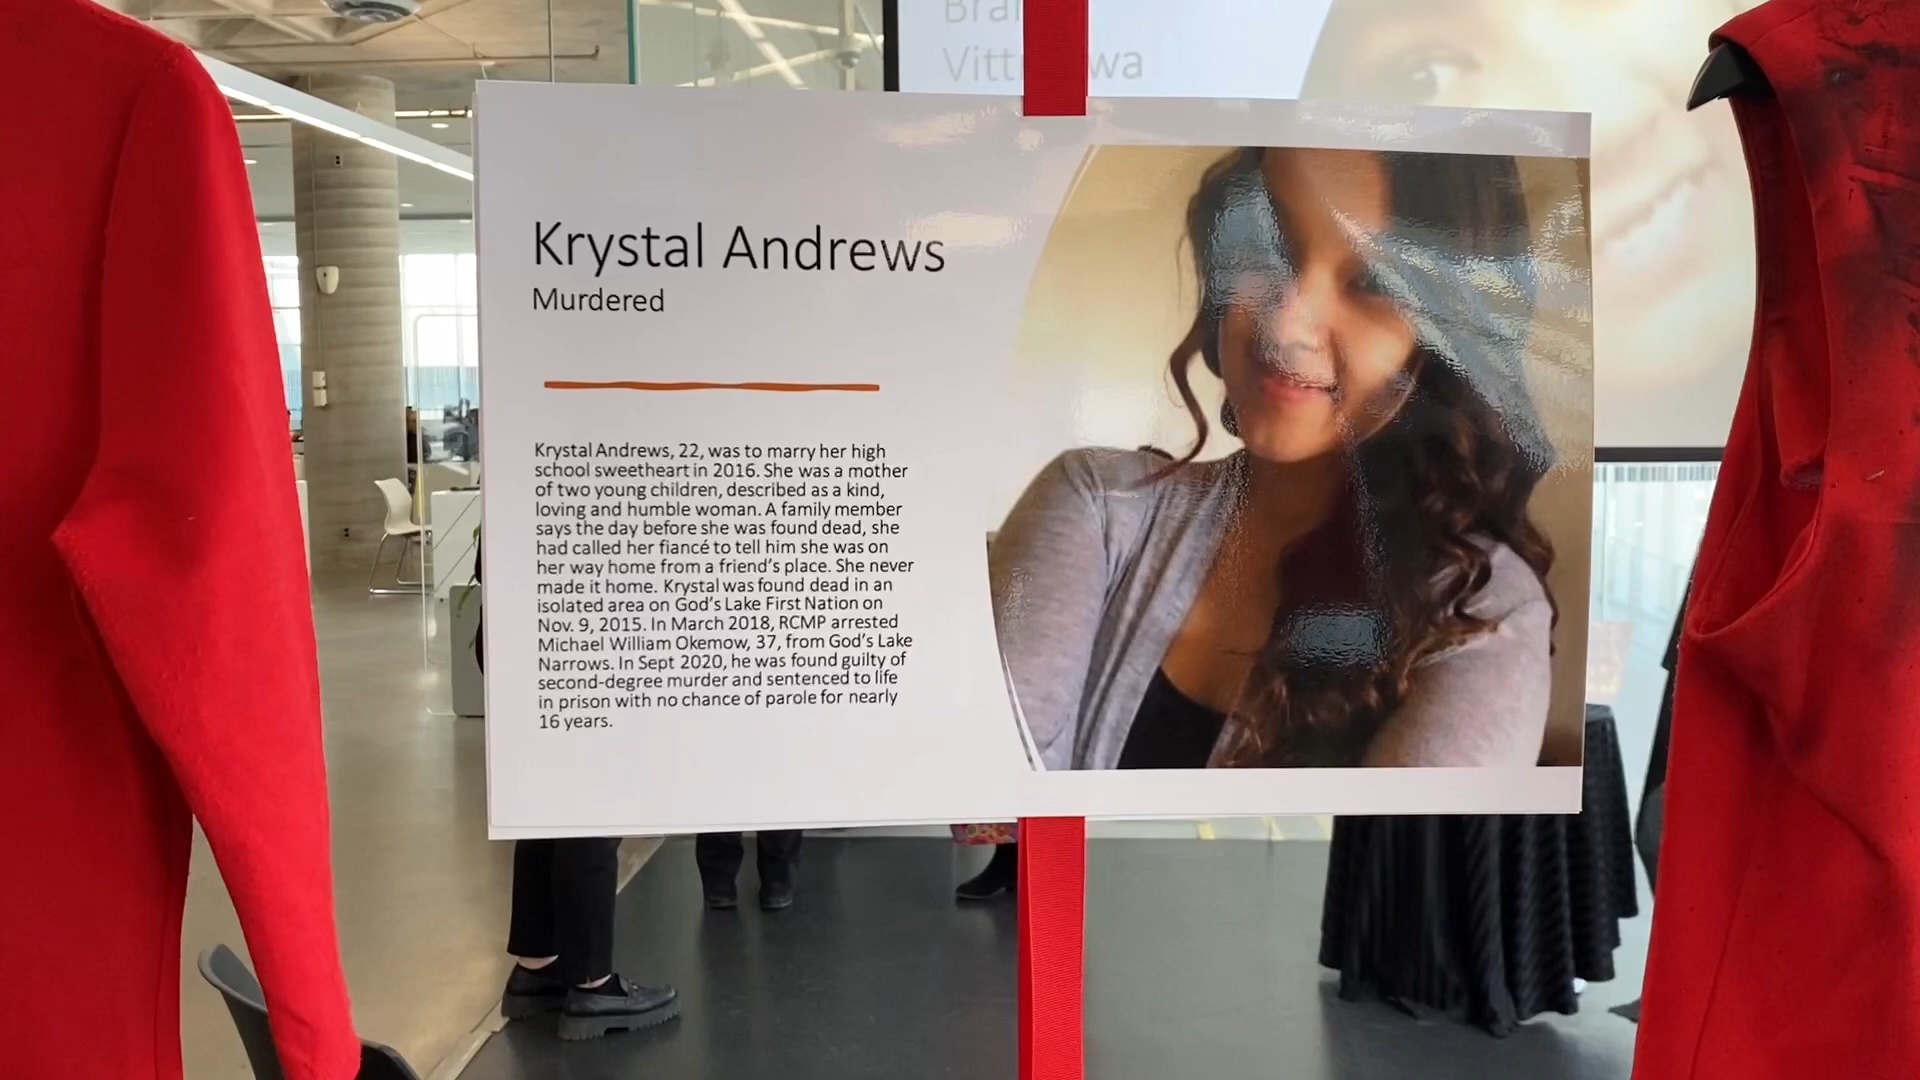 Krystal Andrews
Murdered
Krystal Andrews, 22, was to marry her high
school sweetheart in 2016. She was a mother
of two young children, described as a kind,
loving and humble woman. A family member
says the day before she was found dead, she
had called her fiancé to tell him she was on
her way home from a friend's place. She never
made it home. Krystal was found dead in an
isolated area on God's Lake First Nation on
Nov. 9, 2015. In March 2018, RCMP arrested
Michael William Okemow, 37, from God's Lake
Narrows. In Sept 2020, he was found guilty of
second-degree murder and sentenced to life
in prison with no chance of parole for nearly
16 years.